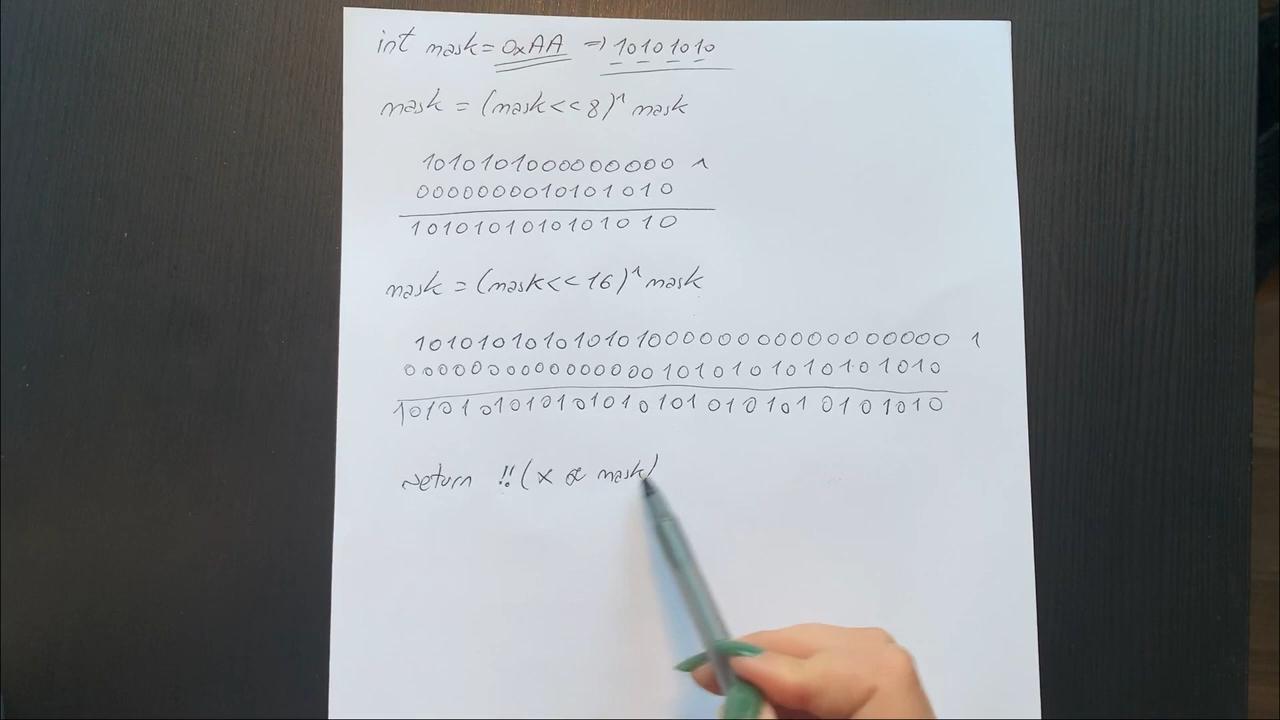 int mask = 0xAA => 10101010
mask = (mask<<8)^ mask
1010101000000000 ^
0000000010101010
1010101010101010
mask = (mask<<16)^ mask
10101010101010100000000000000000 ^
00000000000000001010101010101010
10101010101010101010101010101010
return !!(x & mask)